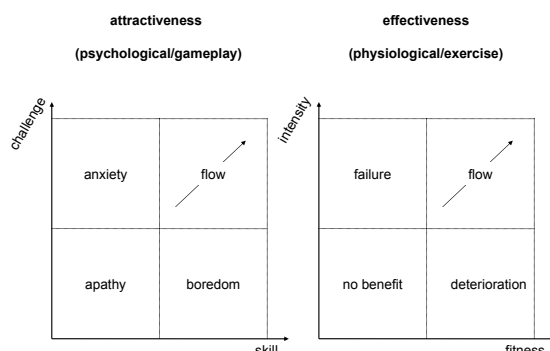 attractiveness
(psychological/gameplay)
challenge
anxiety
flow
apathy
boredom
skill
effectiveness
(physiological/exercise)
intensity
failure
flow
no benefit
deterioration
fitness